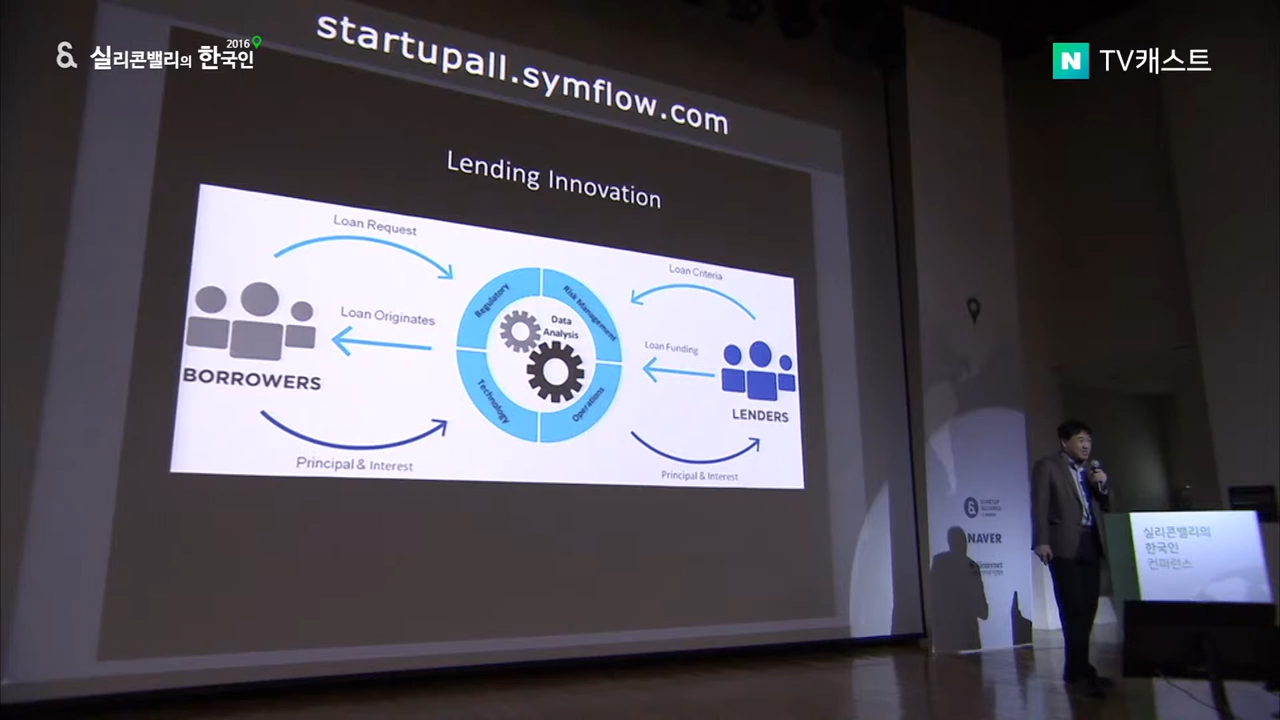 & 실리콘밸리의 한국인
2016
N TV캐스트
startupall.symflow.com
Lending Innovation
Loan Request
Loan Originates
BORROWERS
Principal & Interest
Regulatory
Risk Management
Data
Analysis
Technology
Operations
Loan Criteria
Loan Funding
LENDERS
Principal & Interest
&
STARTUP
ALLIANCE
NAVER
실리콘밸리의
한국인
컨퍼런스